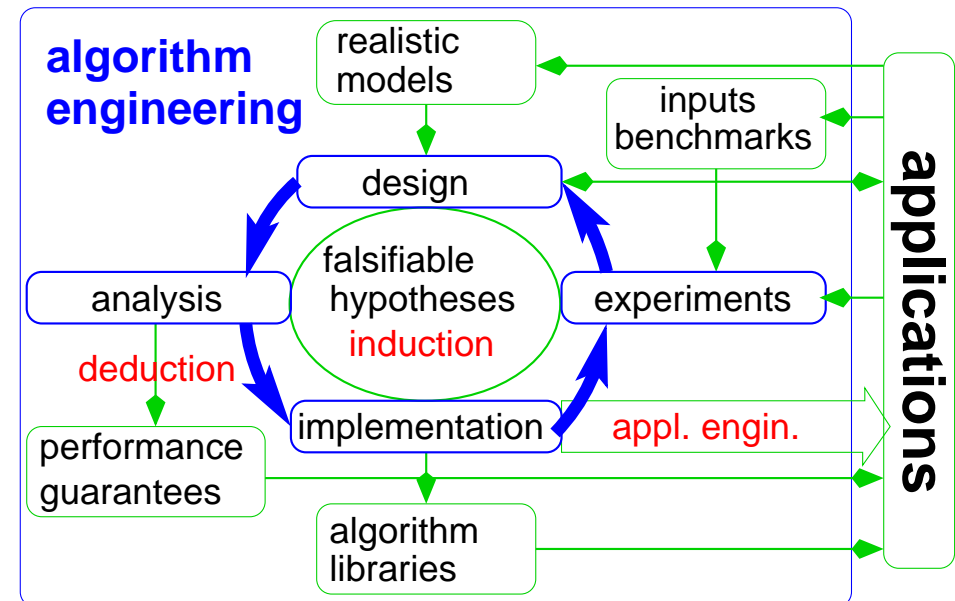 algorithm
engineering
realistic
models
inputs
benchmarks
design
falsifiable
hypotheses
induction
analysis
experiments
deduction
implementation
appl. engin.
performance
guarantees
algorithm
libraries
applications